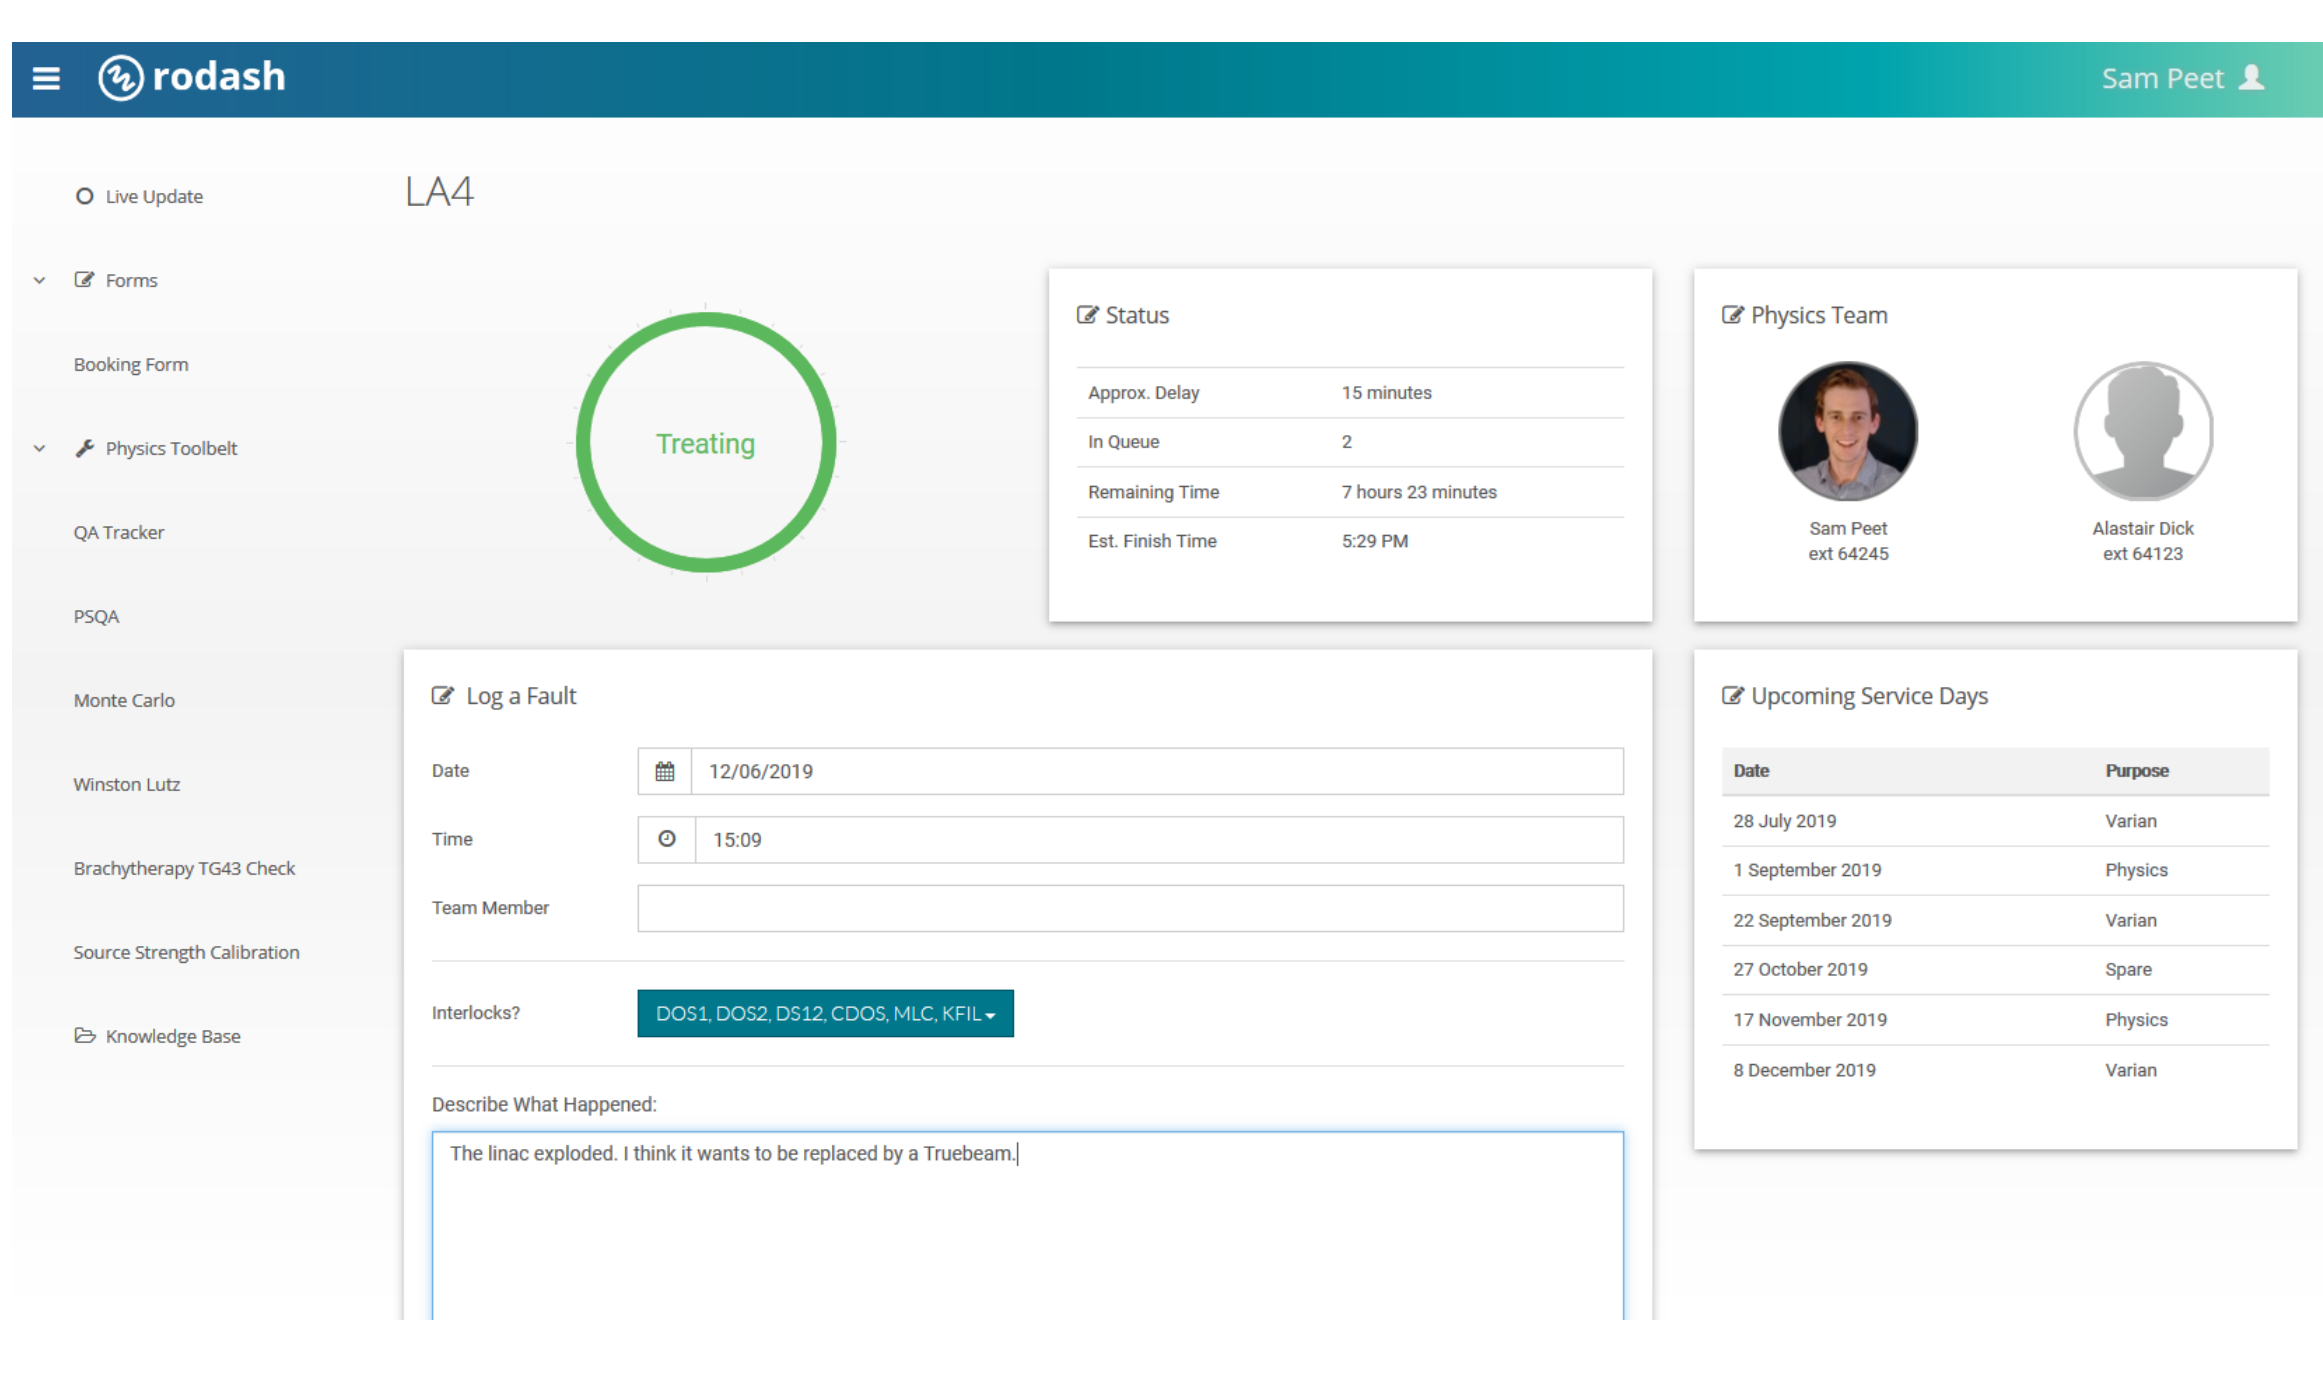 rodash
Sam Peet
Live Update
Forms
Booking Form
Physics Toolbelt
QA Tracker
PSQA
Monte Carlo
Winston Lutz
Brachytherapy TG43 Check
Source Strength Calibration
Knowledge Base
LA4
Treating
Status
Approx. Delay 15 minutes
In Queue 2
Remaining Time 7 hours 23 minutes
Est. Finish Time 5:29 PM
Physics Team
Sam Peet
ext 64245
Alastair Dick
ext 64123
Log a Fault
Date 12/06/2019
Time 15:09
Team Member
Interlocks? DOS1, DOS2, DS12, CDOS, MLC, KFIL
Describe What Happened:
The linac exploded. I think it wants to be replaced by a Truebeam.
Upcoming Service Days
Date Purpose
28 July 2019 Varian
1 September 2019 Physics
22 September 2019 Varian
27 October 2019 Spare
17 November 2019 Physics
8 December 2019 Varian